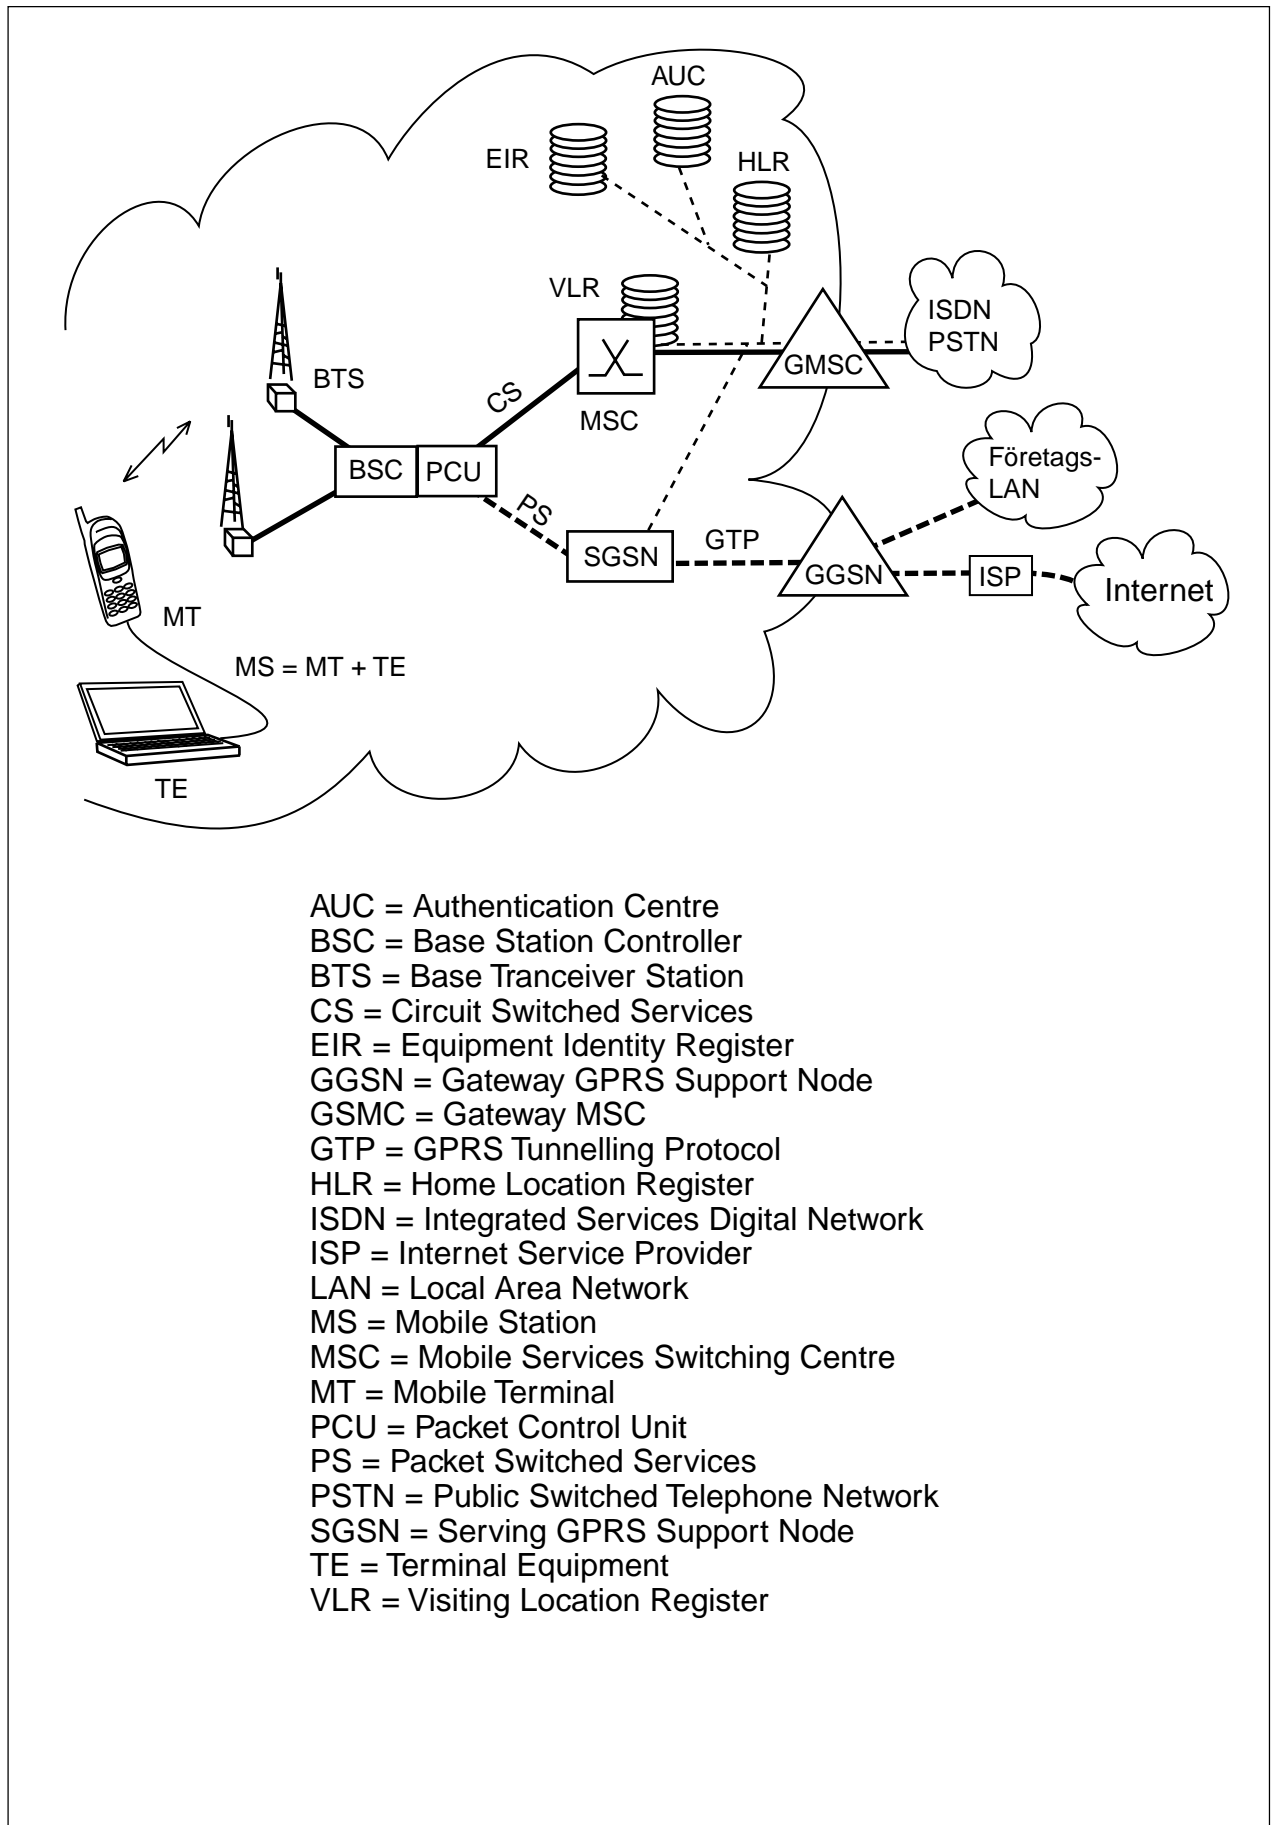 AUC
EIR
HLR
VLR
ISDN
PSTN
BTS
GMSC
CS
MSC
Företags-
LAN
BSC
PCU
PS
GTP
SGSN
GGSN
ISP
Internet
MT
MS = MT + TE
TE
AUC = Authentication Centre
BSC = Base Station Controller
BTS = Base Tranceiver Station
CS = Circuit Switched Services
EIR = Equipment Identity Register
GGSN = Gateway GPRS Support Node
GSMC = Gateway MSC
GTP = GPRS Tunnelling Protocol
HLR = Home Location Register
ISDN = Integrated Services Digital Network
ISP = Internet Service Provider
LAN = Local Area Network
MS = Mobile Station
MSC = Mobile Services Switching Centre
MT = Mobile Terminal
PCU = Packet Control Unit
PS = Packet Switched Services
PSTN = Public Switched Telephone Network
SGSN = Serving GPRS Support Node
TE = Terminal Equipment
VLR = Visiting Location Register